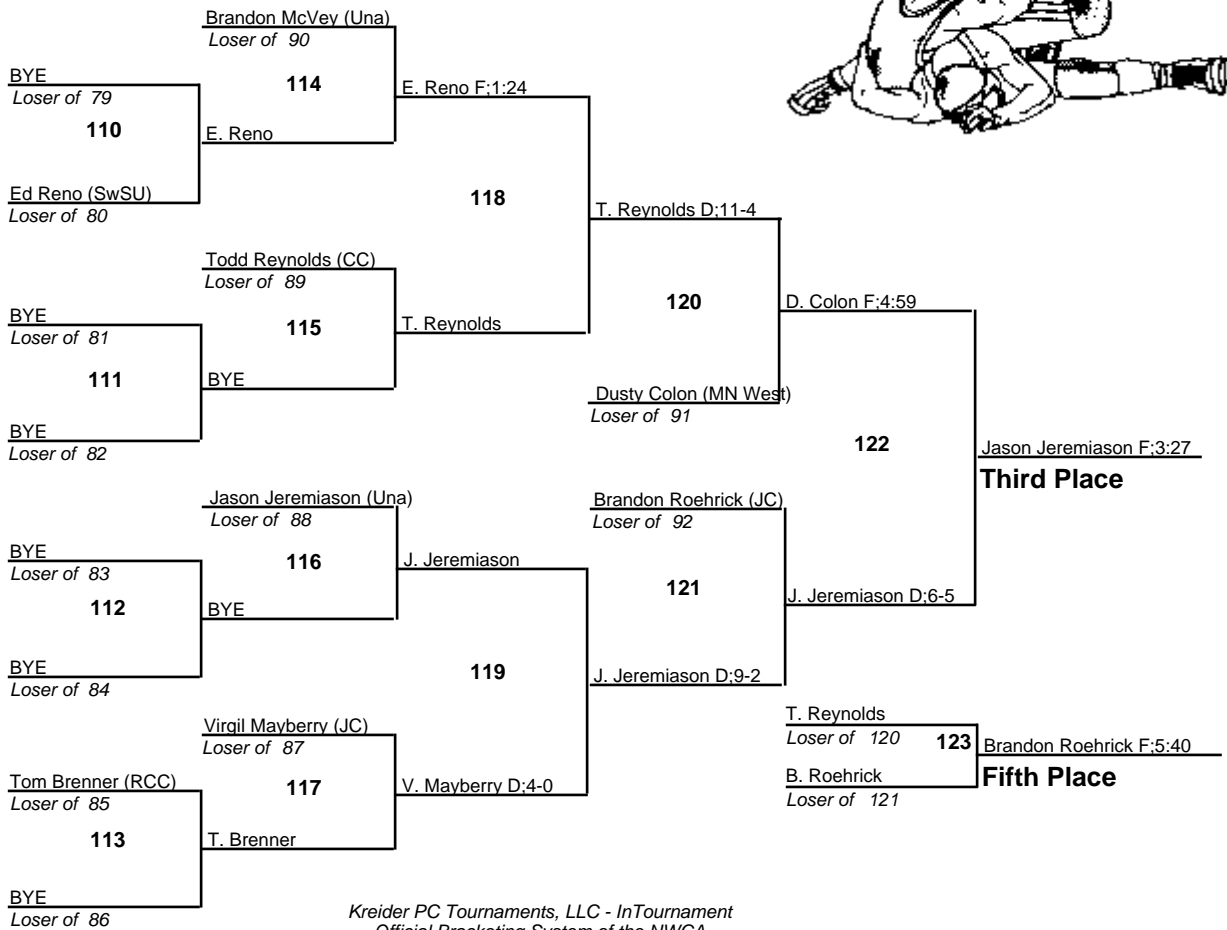 Brandon McVey (Una)
Loser of 90
114
BYE
Loser of 79
110
E. Reno F;1:24
E. Reno
Ed Reno (SwSU)
Loser of 80
118
T. Reynolds D;11-4
Todd Reynolds (CC)
Loser of 89
115
BYE
Loser of 81
111
T. Reynolds
120
D. Colon F;4:59
BYE
BYE
Loser of 82
Dusty Colon (MN West)
Loser of 91
122
Jason Jeremiason F;3:27
Third Place
Jason Jeremiason (Una)
Loser of 88
116
Brandon Roehrick (JC)
Loser of 92
BYE
Loser of 83
112
J. Jeremiason
121
J. Jeremiason D;6-5
BYE
BYE
Loser of 84
119
J. Jeremiason D;9-2
Virgil Mayberry (JC)
Loser of 87
117
T. Reynolds
Loser of 120
123
Brandon Roehrick F;5:40
Fifth Place
B. Roehrick
Loser of 121
Tom Brenner (RCC)
Loser of 85
113
V. Mayberry D;4-0
T. Brenner
BYE
Loser of 86
Kreider PC Tournaments, LLC - InTournament
Official Bracketing System of the NWCA